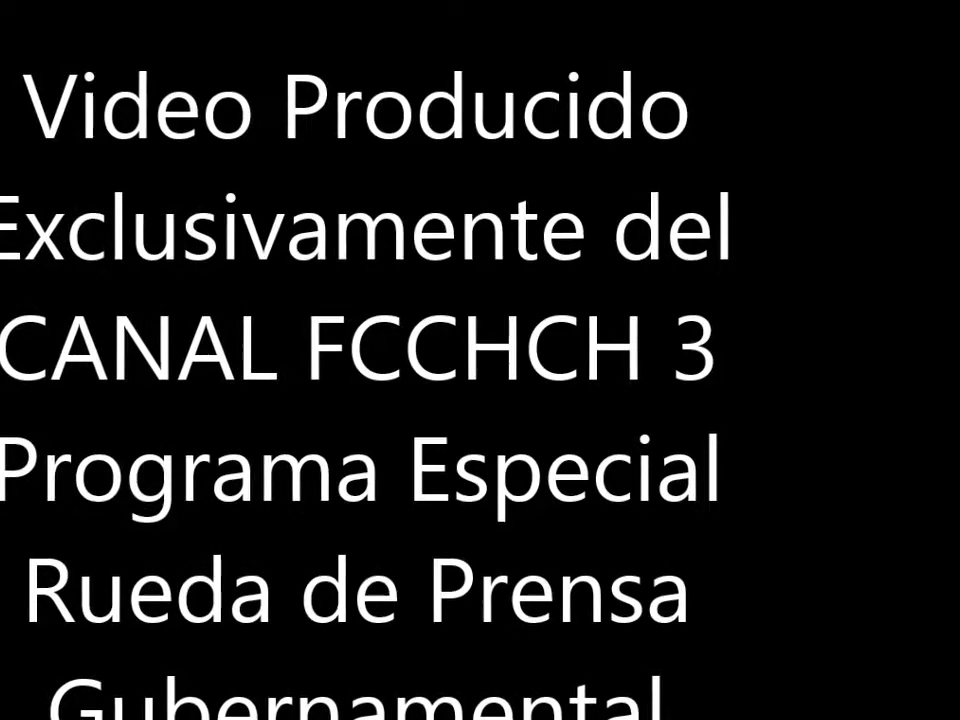 Video Producido
Exclusivamente del
CANAL FCCHCH 3
Programa Especial
Rueda de Prensa
Gubernamental